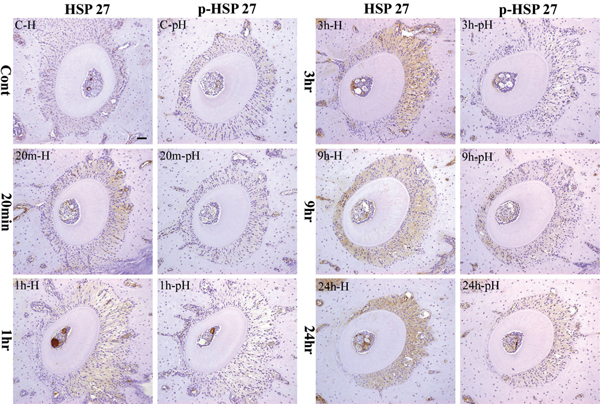 HSP 27 p-HSP 27 HSP 27 p-HSP 27
C-H C-pH 3h-H 3h-pH
Cont 3hr
20m-H 20m-pH 9h-H 9h-pH
20min 9hr
1h-H 1h-pH 24h-H 24h-pH
1hr 24hr